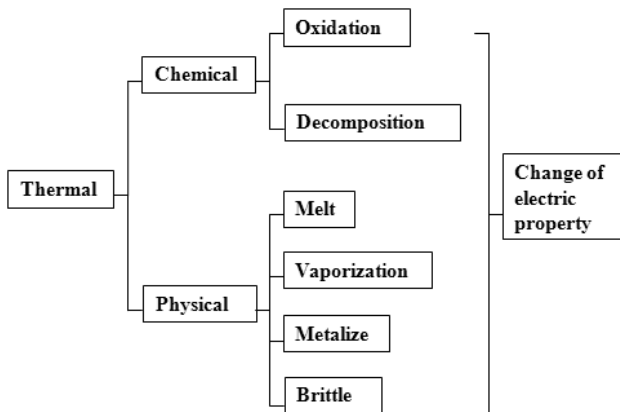 Oxidation
Chemical
Decomposition
Thermal
Change of
electric
property
Melt
Vaporization
Physical
Metalize
Brittle